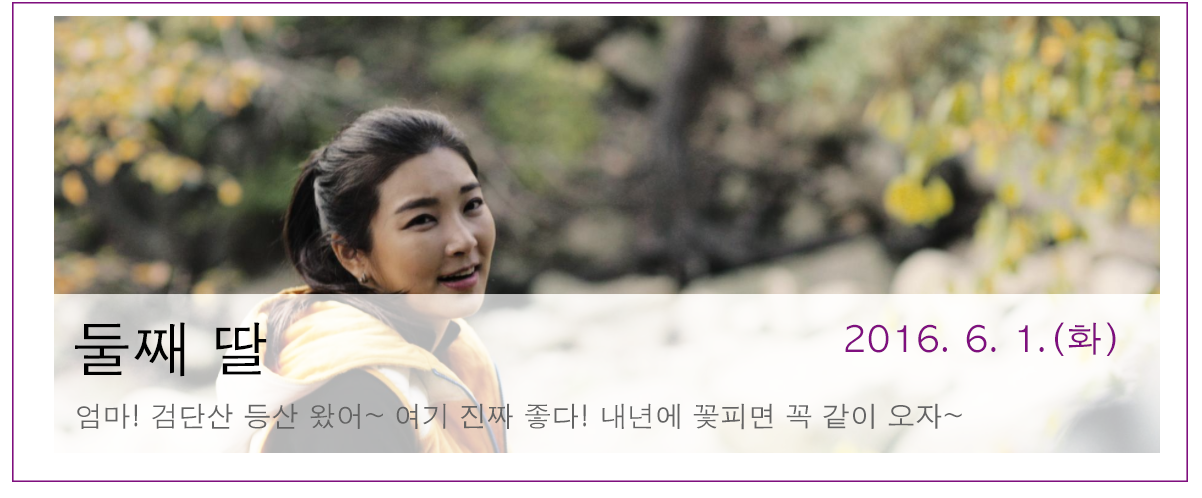 둘째 딸
2016. 6. 1.(화)
엄마! 검단산 등산 왔어~ 여기 진짜 좋다! 내년에 꽃피면 꼭 같이 오자~